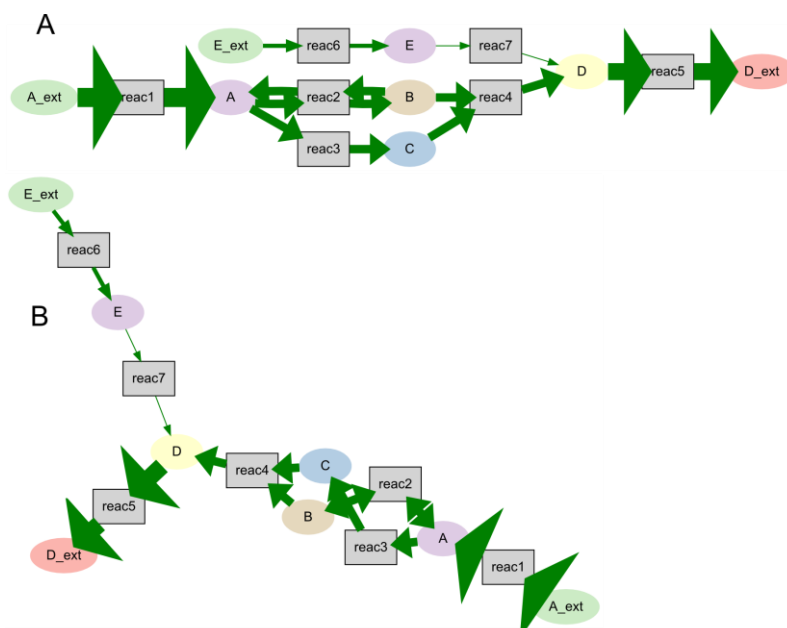 A
E_ext reac6 E reac7
A_ext reac1 A reac2 B reac4 D reac5 D_ext
reac3 C
E_ext
reac6
B
E
reac7
D
reac4 C reac2
reac5 B A
reac3
D_ext reac1
A_ext